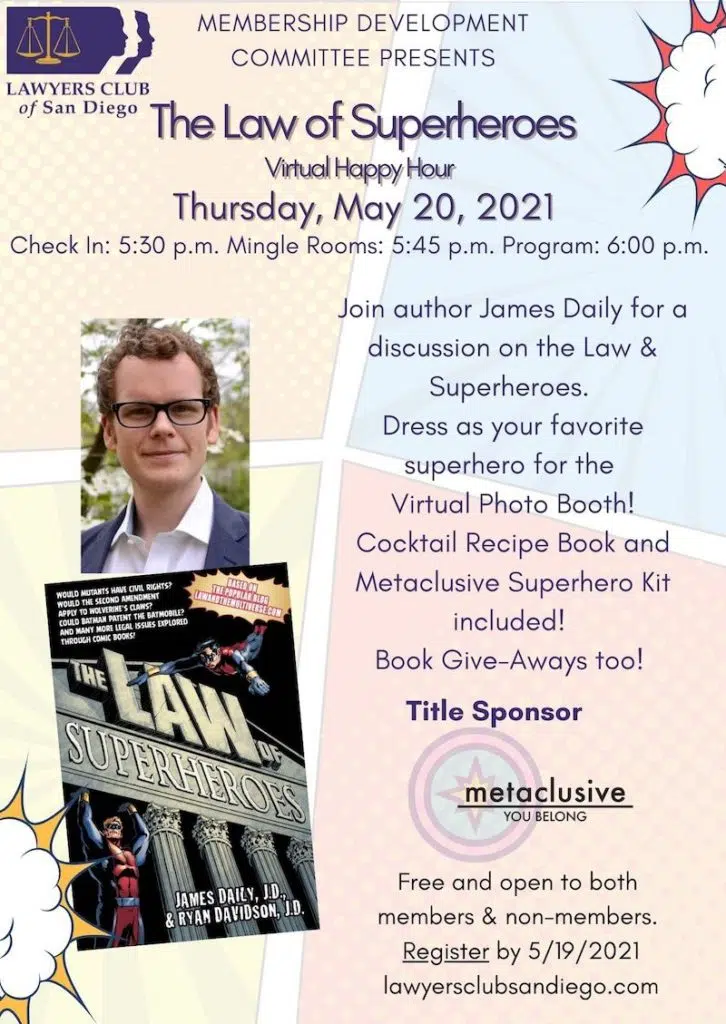 LAWYERS CLUB
of San Diego
MEMBERSHIP DEVELOPMENT
COMMITTEE PRESENTS
The Law of Superheroes
Virtual Happy Hour
Thursday, May 20, 2021
Check In: 5:30 p.m. Mingle Rooms: 5:45 p.m. Program: 6:00 p.m.
Join author James Daily for a
discussion on the Law &
Superheroes.
Dress as your favorite
superhero for the
Virtual Photo Booth!
Cocktail Recipe Book and
Metaclusive Superhero Kit
included!
Book Give-Aways too!
WOULD MUTANTS HAVE CIVIL RIGHTS?
WOULD THE SECOND AMENDMENT
APPLY TO WOLVERINE'S CLAWS?
COULD BATMAN PATENT THE BATMOBILE?
AND MANY MORE LEGAL ISSUES EXPLORED
THROUGH COMIC BOOKS!
BASED ON
THE POPULAR BLOG
LAWANDTHEMULTIVERSE.COM
THE
LAW
OF
SUPERHEROES
JAMES DAILY, J.D.,
& RYAN DAVIDSON, J.D.
Title Sponsor
metaclusive
YOU BELONG
Free and open to both
members & non-members.
Register by 5/19/2021
lawyersclubsandiego.com